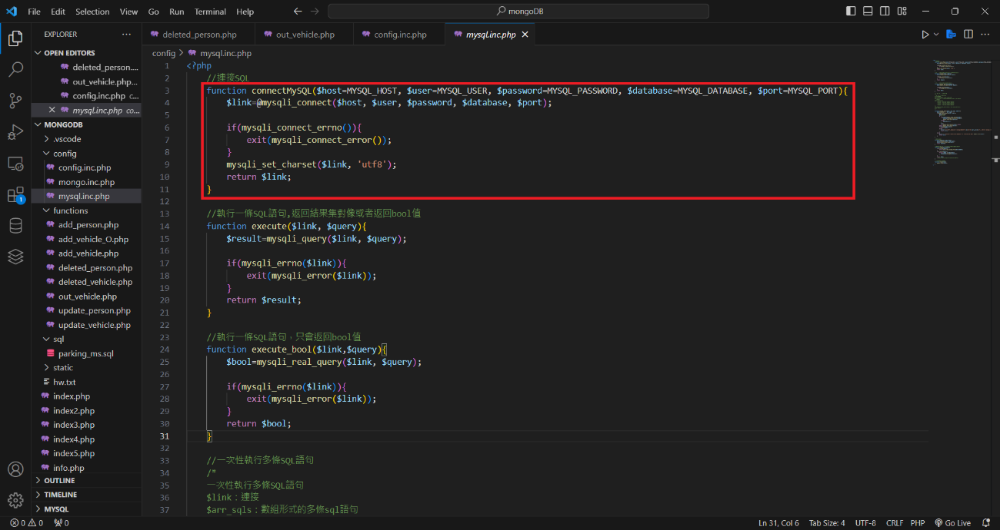 File Edit Selection View Go Run Terminal Help
mongoDB
EXPLORER
OPEN EDITORS
deleted_person....
out_vehicle.php...
config.inc.php c...
mysql.inc.php co...
MONGODB
.vscode
config
config.inc.php
mongo.inc.php
mysql.inc.php
functions
add_person.php
add_vehicle_O.php
add_vehicle.php
deleted_person.php
deleted_vehicle.php
out_vehicle.php
update_person.php
update_vehicle.php
sql
parking_ms.sql
static
hw.txt
index.php
index2.php
index3.php
index4.php
index5.php
info.php
OUTLINE
TIMELINE
MYSQL
1
deleted_person.php out_vehicle.php config.inc.php mysql.inc.php
config > mysql.inc.php
1 <?php
2 //連接SQL
3 function connectMySQL($host=MYSQL_HOST, $user=MYSQL_USER, $password=MYSQL_PASSWORD, $database=MYSQL_DATABASE, $port=MYSQL_PORT){
4 $link=@mysqli_connect($host, $user, $password, $database, $port);
5
6 if(mysqli_connect_errno()){
7 exit(mysqli_connect_error());
8 }
9 mysqli_set_charset($link, 'utf8');
10 return $link;
11 }
12
13 //執行一條SQL語句,返回結果集對像或者返回bool值
14 function execute($link, $query){
15 $result=mysqli_query($link, $query);
16
17 if(mysqli_errno($link)){
18 exit(mysqli_error($link));
19 }
20 return $result;
21 }
22
23 //執行一條SQL語句，只會返回bool值
24 function execute_bool($link,$query){
25 $bool=mysqli_real_query($link, $query);
26
27 if(mysqli_errno($link)){
28 exit(mysqli_error($link));
29 }
30 return $bool;
31 }
32
33 //一次性執行多條SQL語句
34 /*
35 一次性執行多條SQL語句
36 $link：連接
37 $arr_sqls：數組形式的多條sql語句
0 0 0 Ln 31, Col 6 Tab Size: 4 UTF-8 CRLF PHP Go Live